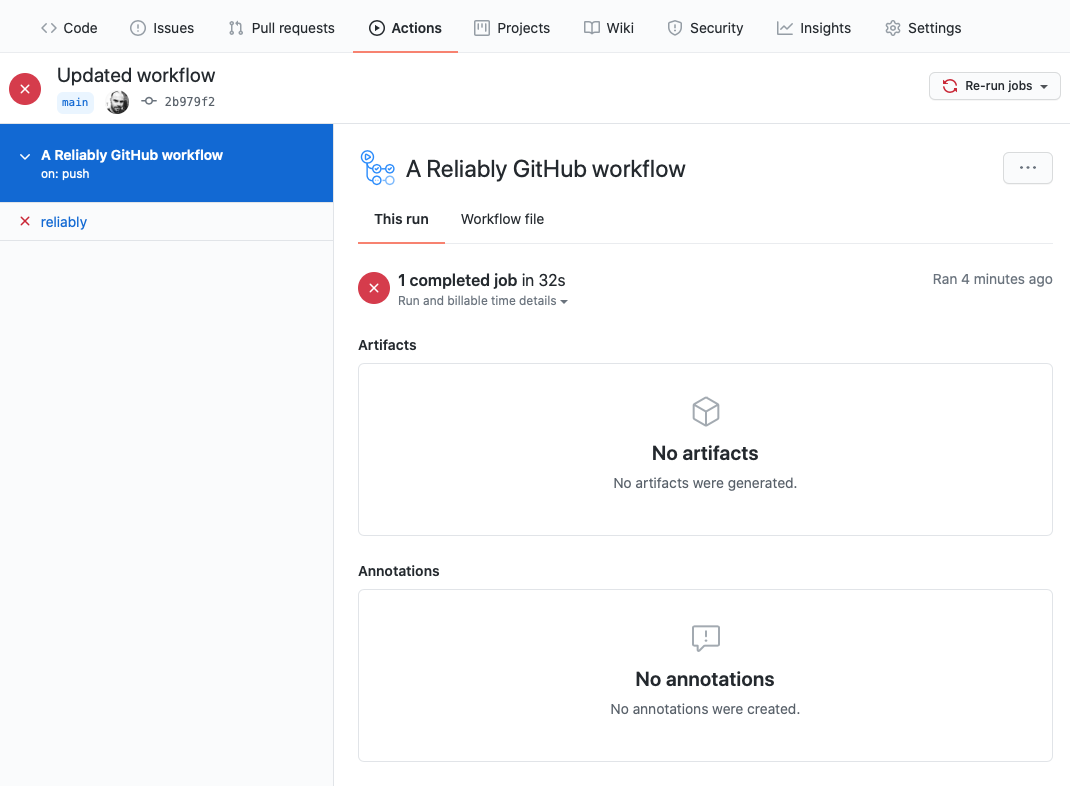 Code Issues Pull requests Actions Projects Wiki Security Insights Settings
Updated workflow
main 2b979f2
Re-run jobs
A Reliably GitHub workflow
on: push
reliably
A Reliably GitHub workflow
This run Workflow file
1 completed job in 32s
Run and billable time details
Ran 4 minutes ago
Artifacts
No artifacts
No artifacts were generated.
Annotations
No annotations
No annotations were created.